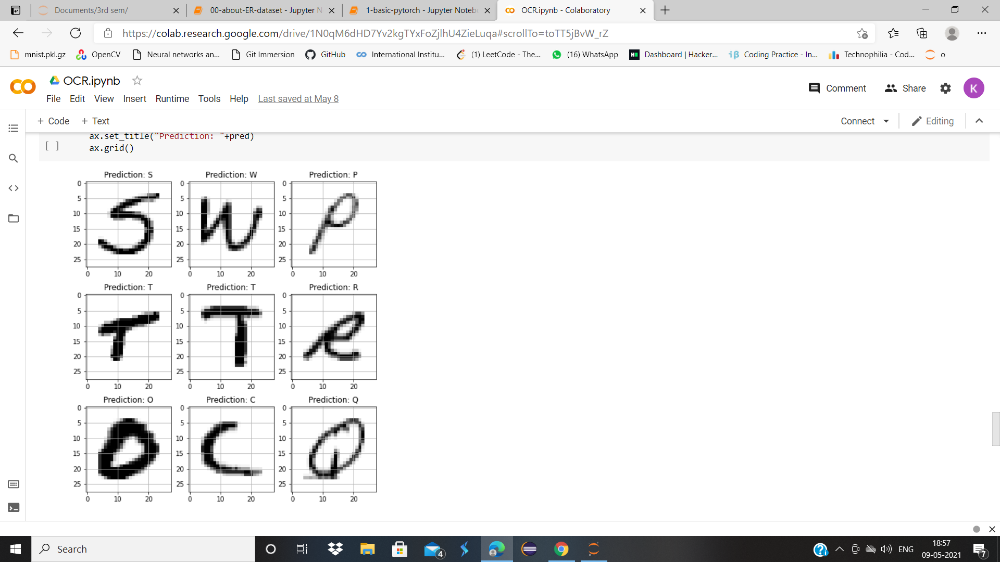 Documents/3rd sem/
00-about-ER-dataset - Jupyter N
1-basic-pytorch - Jupyter Notebo
OCR.ipynb - Colaboratory
https://colab.research.google.com/drive/1N0qM6dHD7Yv2kgTYxFoZjlhU4ZieLuqa#scrollTo=toTT5jBvW_rZ
mnist.pkl.gz OpenCV Neural networks an... Git Immersion GitHub International Institu... (1) LeetCode - The... (16) WhatsApp Dashboard | Hacker... Coding Practice - In... Technophilia - Cod... o
OCR.ipynb
Comment Share K
File Edit View Insert Runtime Tools Help Last saved at May 8
+ Code + Text Connect Editing
ax.set_title("Prediction: "+pred)
[ ] ax.grid()
Prediction: S Prediction: W Prediction: P
0 5 10 15 20 25 0 5 10 15 20 25 0 5 10 15 20 25
S W P
0 10 20 0 10 20 0 10 20
Prediction: T Prediction: T Prediction: R
0 5 10 15 20 25 0 5 10 15 20 25 0 5 10 15 20 25
T T R
0 10 20 0 10 20 0 10 20
Prediction: O Prediction: C Prediction: Q
0 5 10 15 20 25 0 5 10 15 20 25 0 5 10 15 20 25
O C Q
0 10 20 0 10 20 0 10 20
Search 4 ENG 18:57
09-05-2021 7